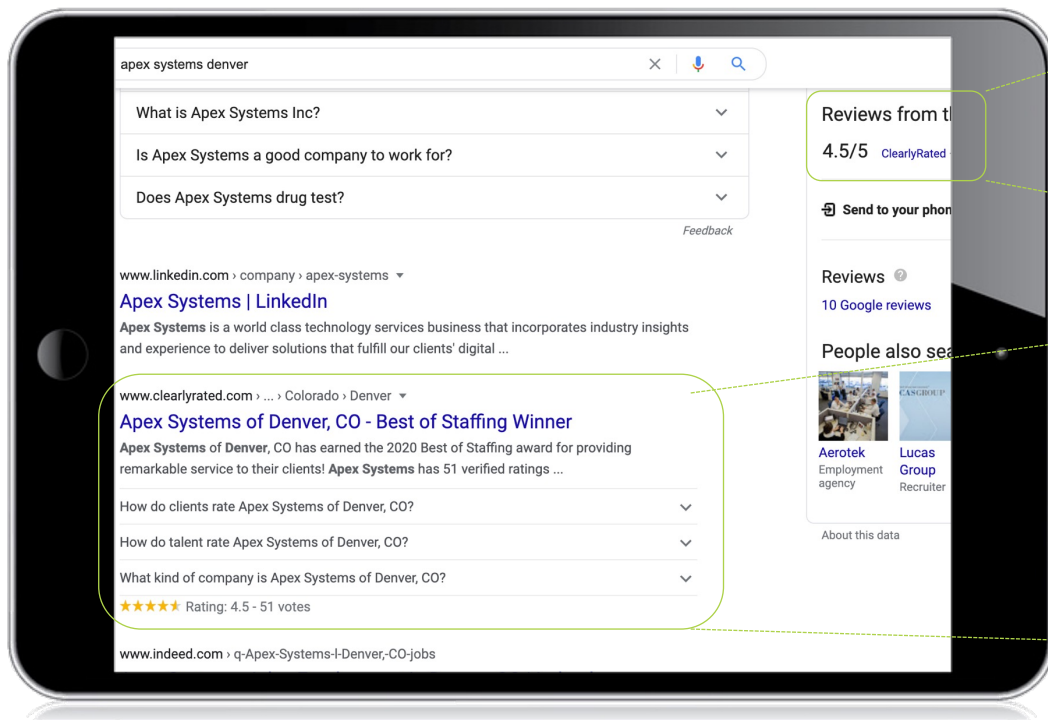 apex systems denver
What is Apex Systems Inc?
Is Apex Systems a good company to work for?
Does Apex Systems drug test?
Feedback
www.linkedin.com › company › apex-systems
Apex Systems | LinkedIn
Apex Systems is a world class technology services business that incorporates industry insights
and experience to deliver solutions that fulfill our clients' digital ...
www.clearlyrated.com › ... › Colorado › Denver
Apex Systems of Denver, CO - Best of Staffing Winner
Apex Systems of Denver, CO has earned the 2020 Best of Staffing award for providing
remarkable service to their clients! Apex Systems has 51 verified ratings ...
How do clients rate Apex Systems of Denver, CO?
How do talent rate Apex Systems of Denver, CO?
What kind of company is Apex Systems of Denver, CO?
Rating: 4.5 - 51 votes
www.indeed.com › q-Apex-Systems-l-Denver,-CO-jobs
Reviews from
4.5/5 ClearlyRated
Send to your
Reviews ?
10 Google reviews
People also
CASGROUP
Aerotek
Employment
agency
Lucas
Group
Recruiter
About this data